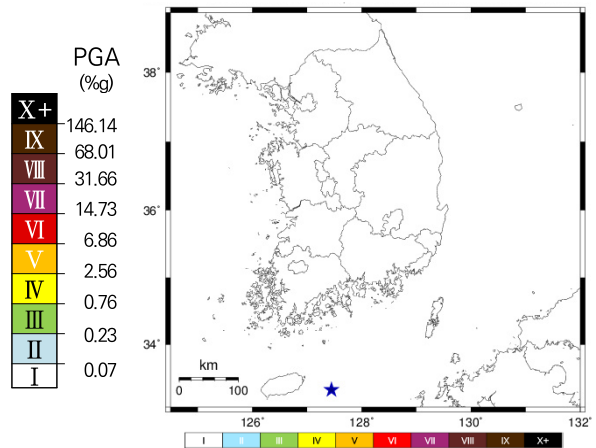 PGA
(%g)
X+
IX
VIII
VII
VI
V
IV
III
II
I
146.14
68.01
31.66
14.73
6.86
2.56
0.76
0.23
0.07
38°
36°
34°
km
0 100
126° 128° 130° 132°
I II III IV V VI VII VIII IX X+